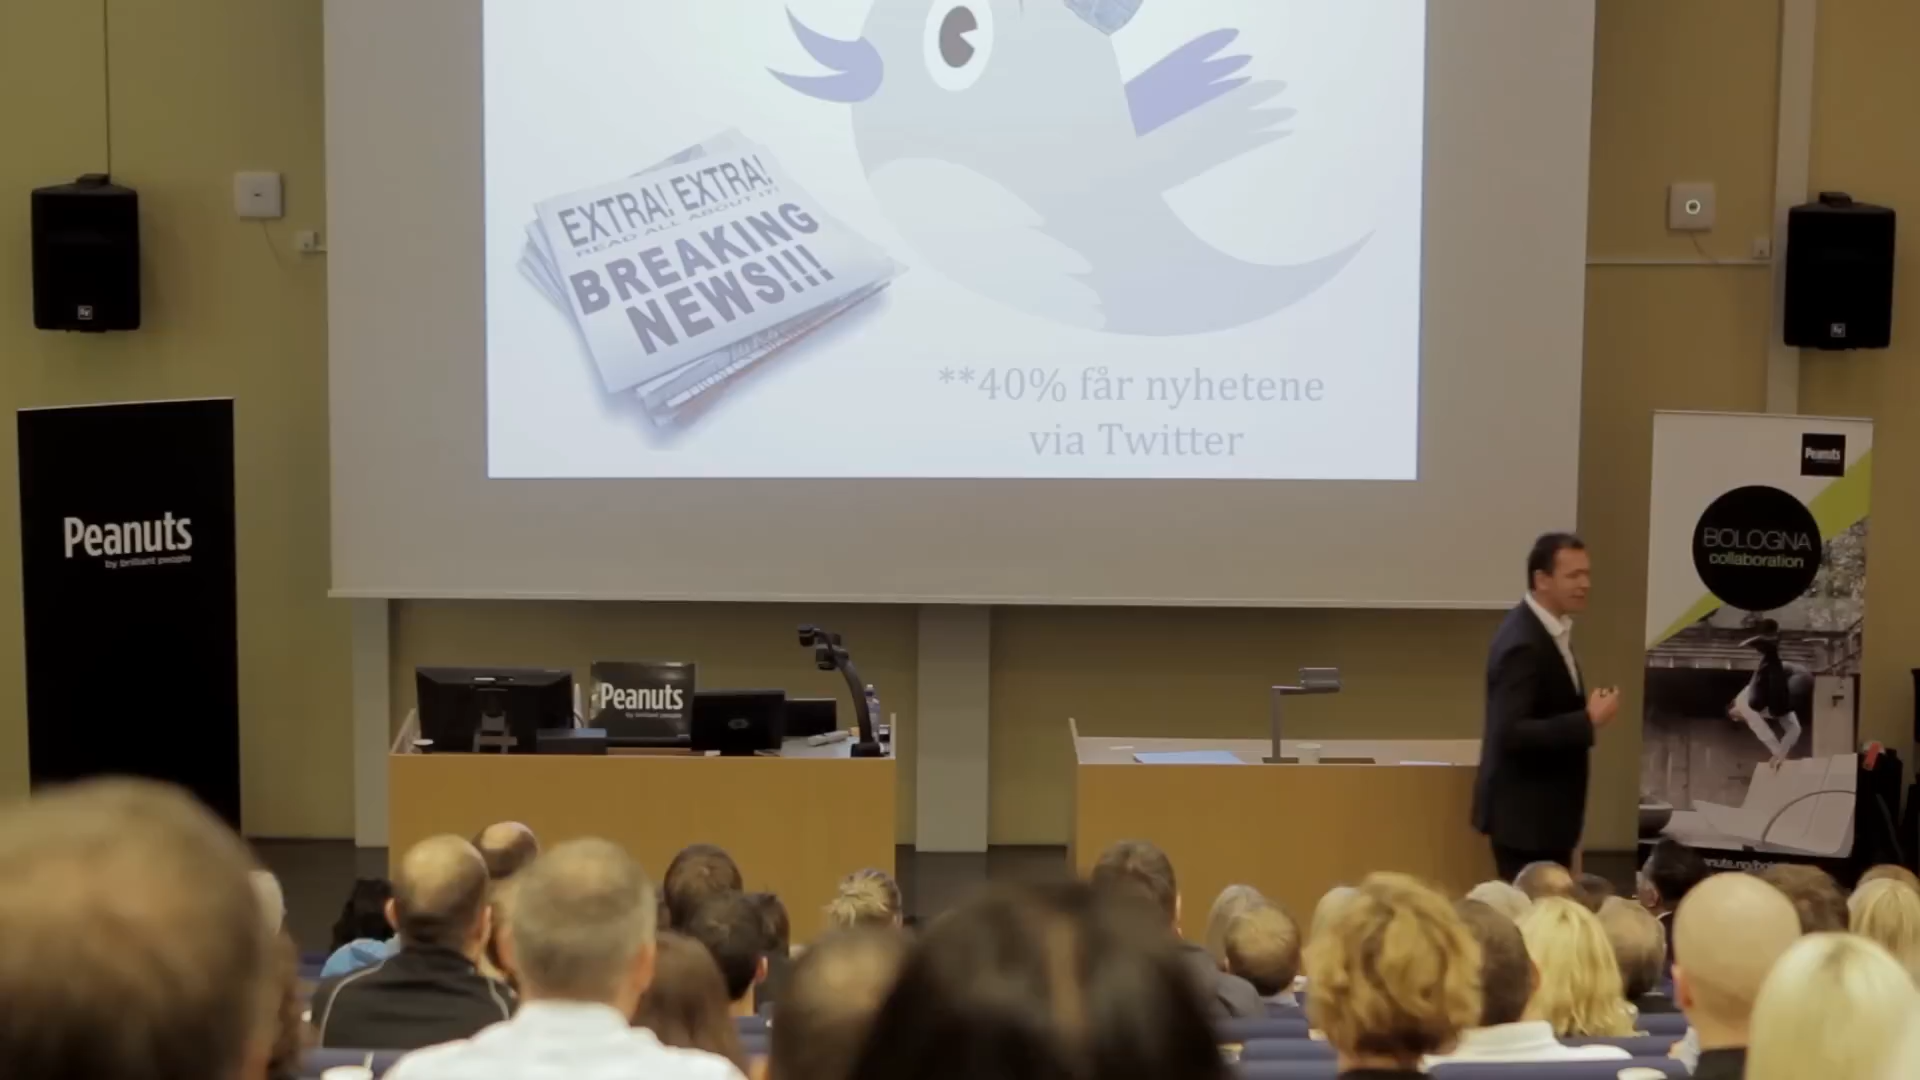 EXTRA! EXTRA!
READ ALL ABOUT IT!
BREAKING
NEWS!!!
**40% får nyhetene
via Twitter
Peanuts
by brilliant people
Peanuts
by brilliant people
Peanuts
BOLOGNA
collaboration